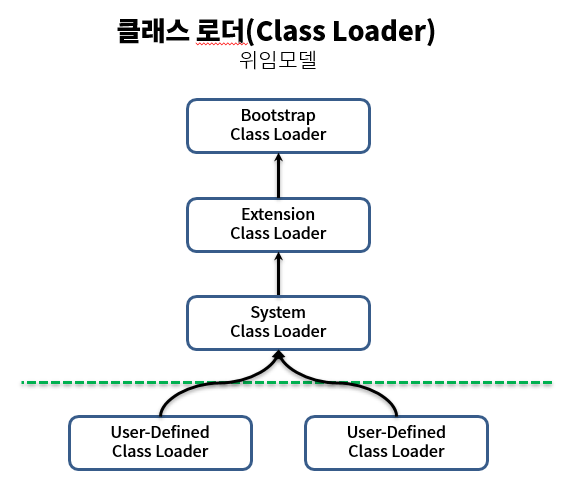 클래스 로더(Class Loader)
위임모델
Bootstrap
Class Loader
Extension
Class Loader
System
Class Loader
User-Defined
Class Loader
User-Defined
Class Loader